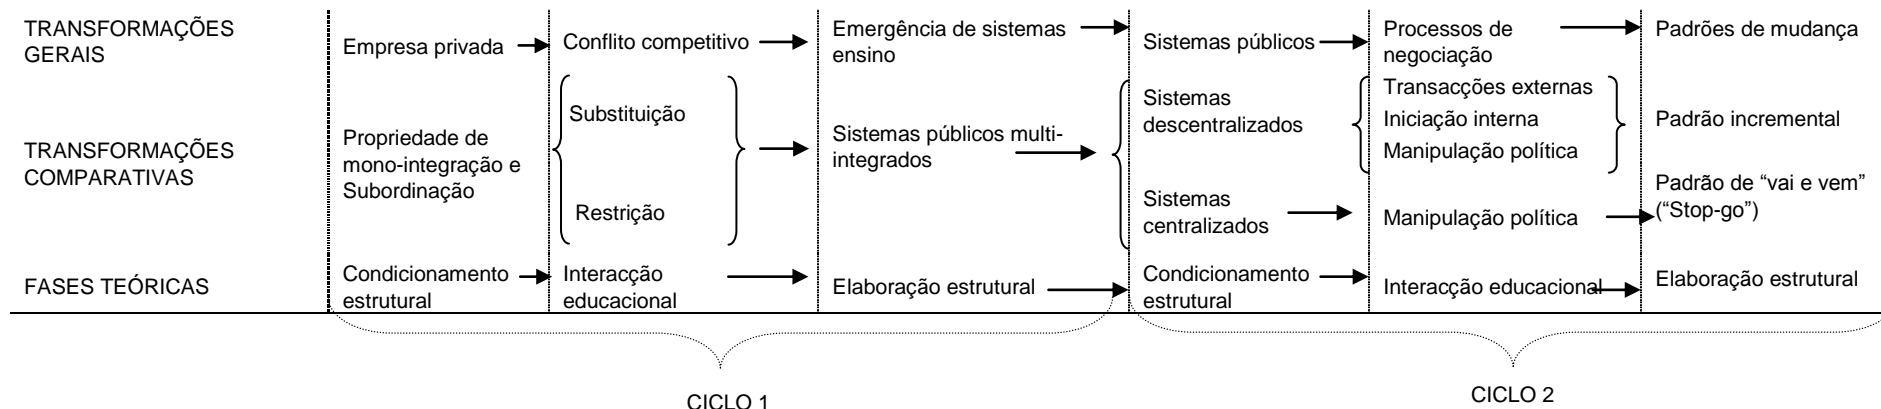 TRANSFORMAÇÕES
GERAIS
Empresa privada
Conflito competitivo
Emergência de sistemas
ensino
Sistemas públicos
Processos de
negociação
Padrões de mudança
TRANSFORMAÇÕES
COMPARATIVAS
Propriedade de
mono-integração e
Subordinação
Substituição
Restrição
Sistemas públicos multi-
integrados
Sistemas
descentralizados
Sistemas
centralizados
Transacções externas
Iniciação interna
Manipulação política
Manipulação política
Padrão incremental
Padrão de “vai e vem”
(“Stop-go”)
FASES TEÓRICAS
Condicionamento
estrutural
Interacção
educacional
Elaboração estrutural
Condicionamento
estrutural
Interacção educacional
Elaboração estrutural
CICLO 1
CICLO 2